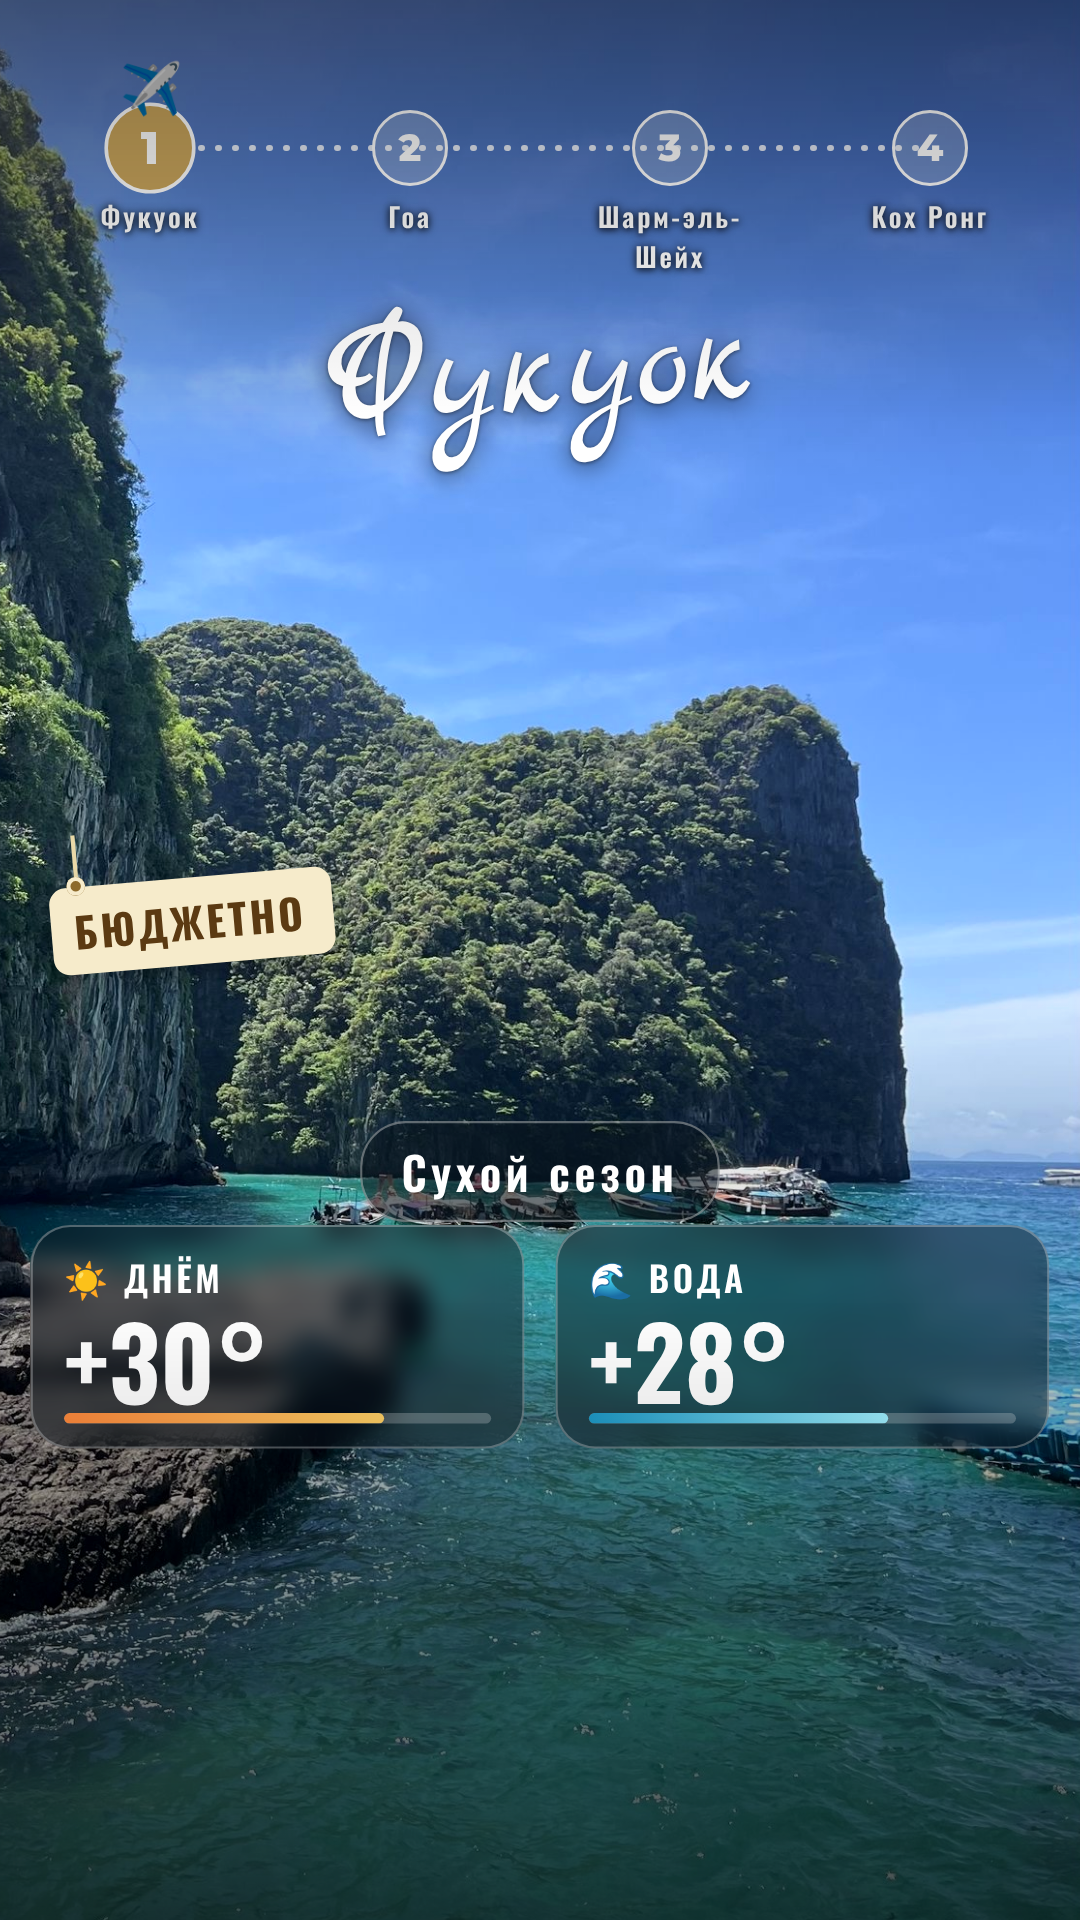 1 2 3 4
Фукуок Гоа Шарм-эль-Шейх Кох Ронг
Фукуок
БЮДЖЕТНО
Сухой сезон
ДНЁМ
+30°
ВОДА
+28°